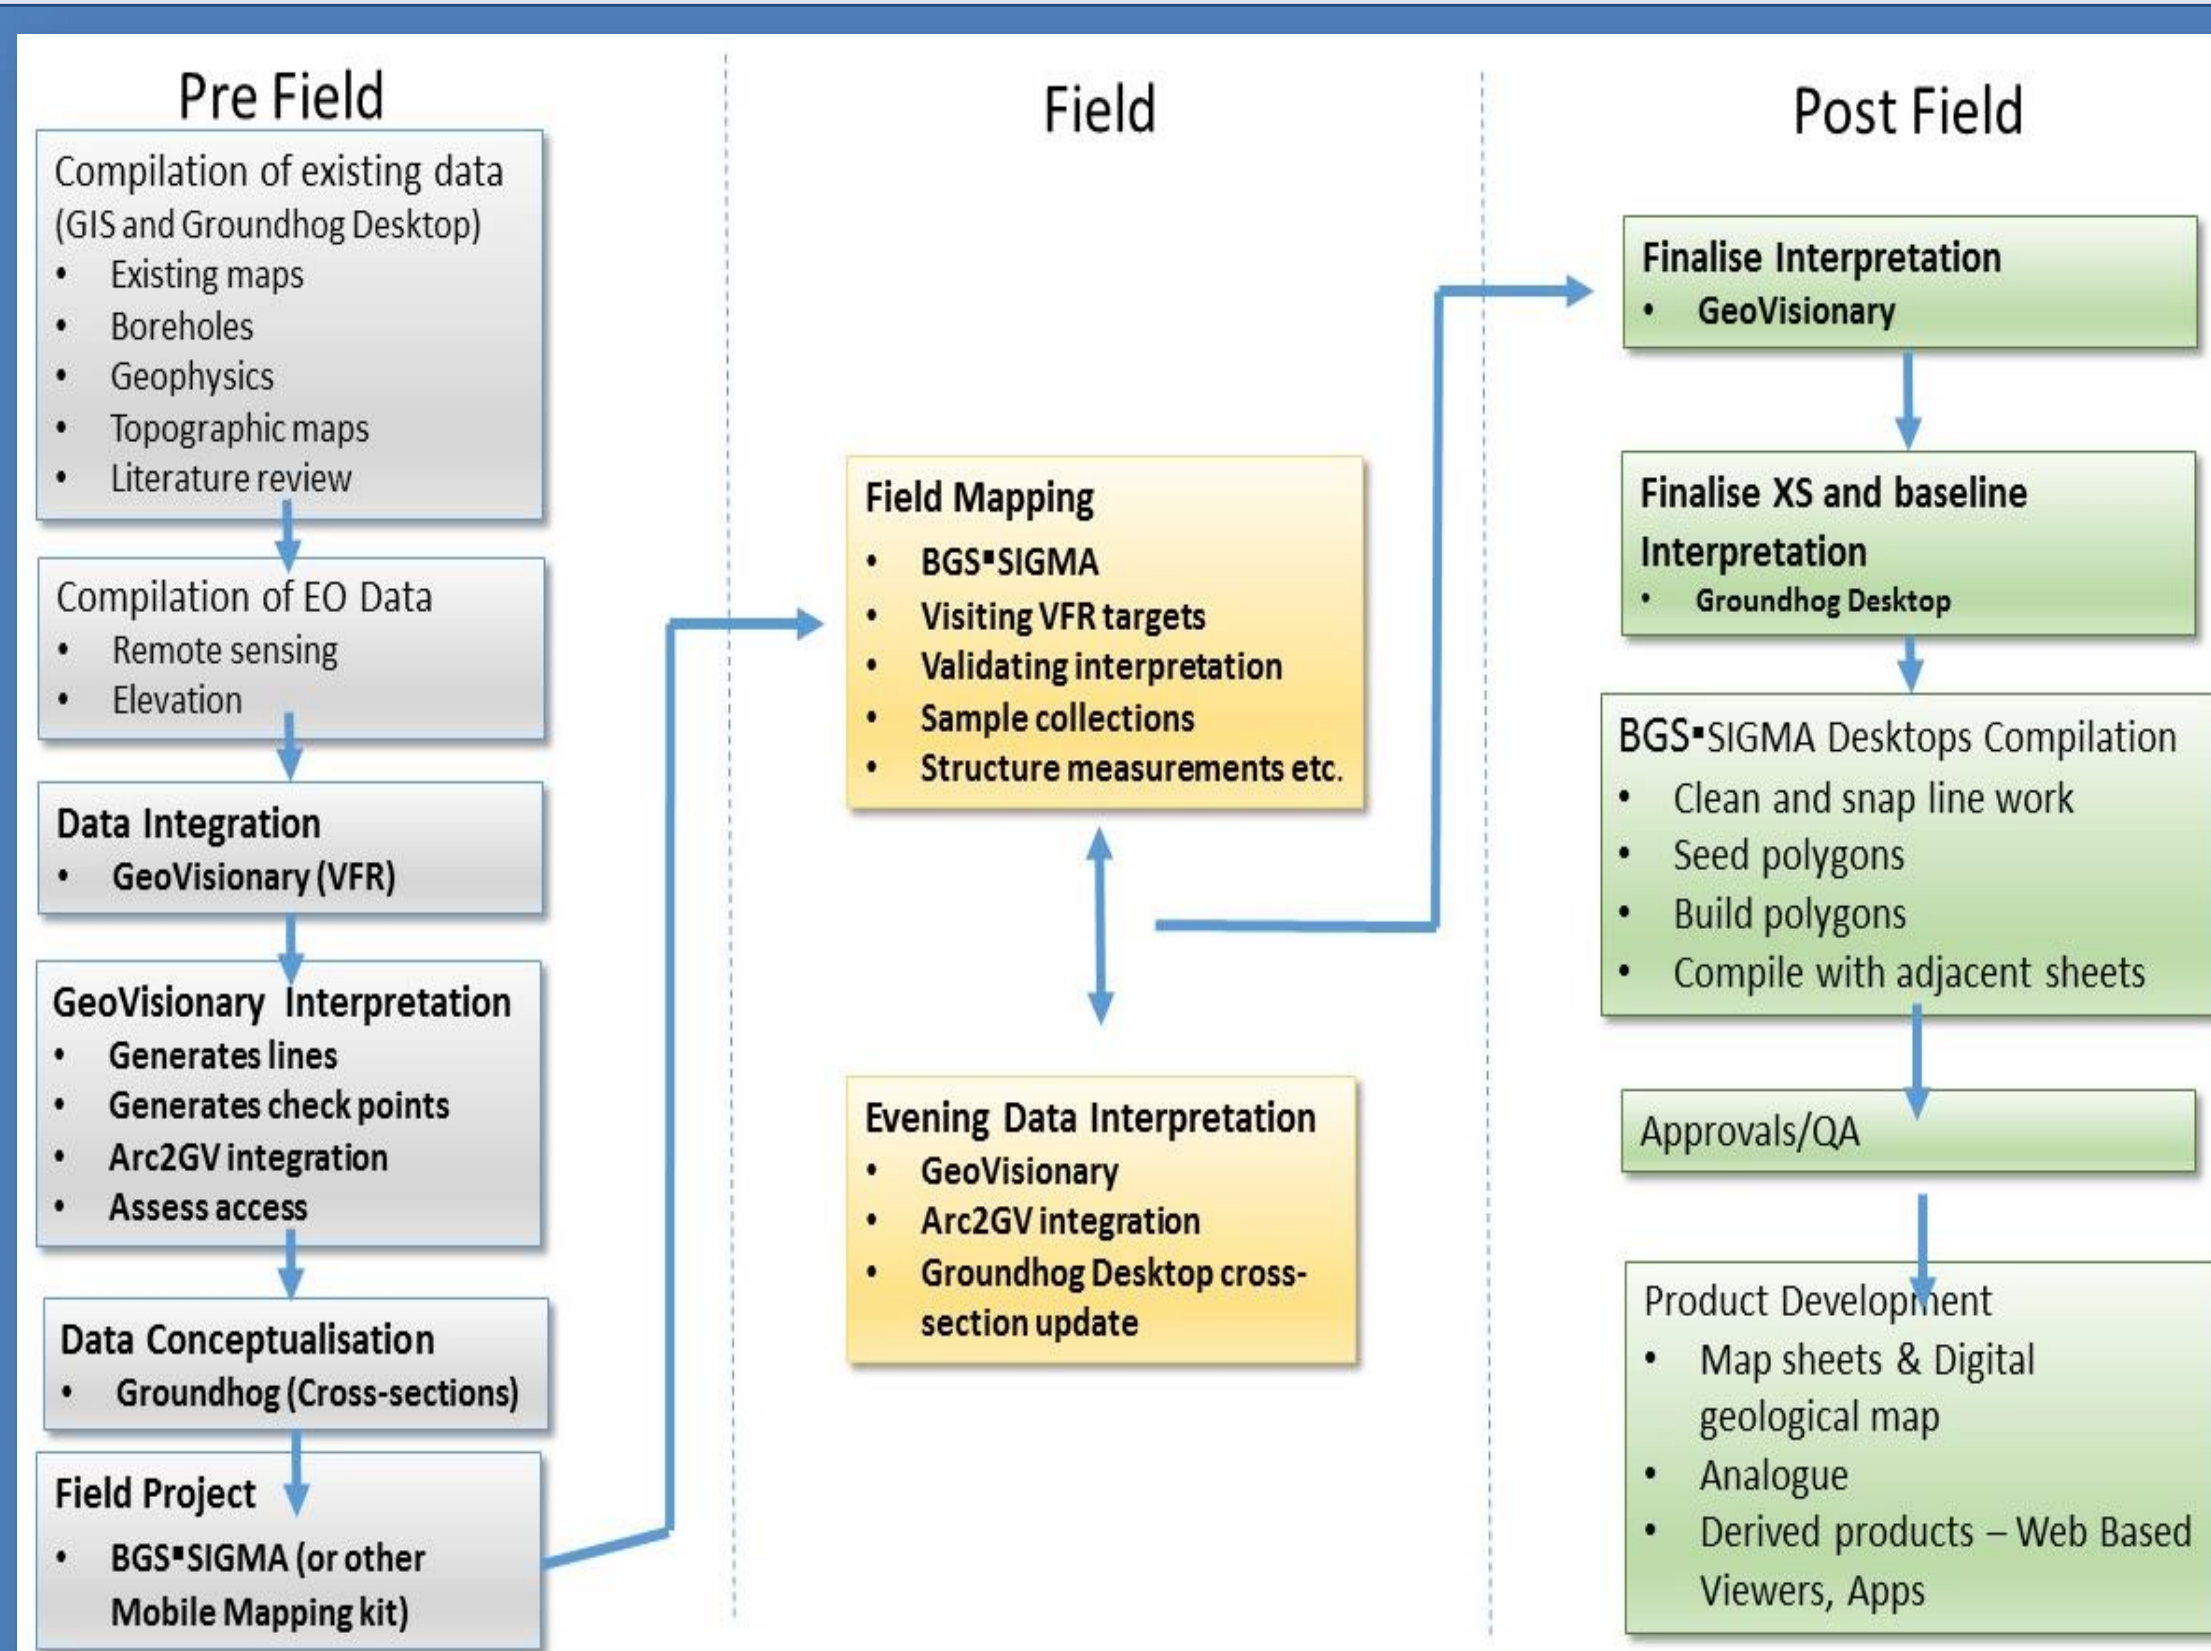 Pre Field
Compilation of existing data
(GIS and Groundhog Desktop)
• Existing maps
• Boreholes
• Geophysics
• Topographic maps
• Literature review
Compilation of EO Data
• Remote sensing
• Elevation
Data Integration
• GeoVisionary (VFR)
GeoVisionary Interpretation
• Generates lines
• Generates check points
• Arc2GV integration
• Assess access
Data Conceptualisation
• Groundhog (Cross-sections)
Field Project
• BGS▪SIGMA (or other
Mobile Mapping kit)
Field
Field Mapping
• BGS▪SIGMA
• Visiting VFR targets
• Validating interpretation
• Sample collections
• Structure measurements etc.
Evening Data Interpretation
• GeoVisionary
• Arc2GV integration
• Groundhog Desktop cross-
section update
Post Field
Finalise Interpretation
• GeoVisionary
Finalise XS and baseline
Interpretation
• Groundhog Desktop
BGS▪SIGMA Desktops Compilation
• Clean and snap line work
• Seed polygons
• Build polygons
• Compile with adjacent sheets
Approvals/QA
Product Development
• Map sheets & Digital
geological map
• Analogue
• Derived products – Web Based
Viewers, Apps